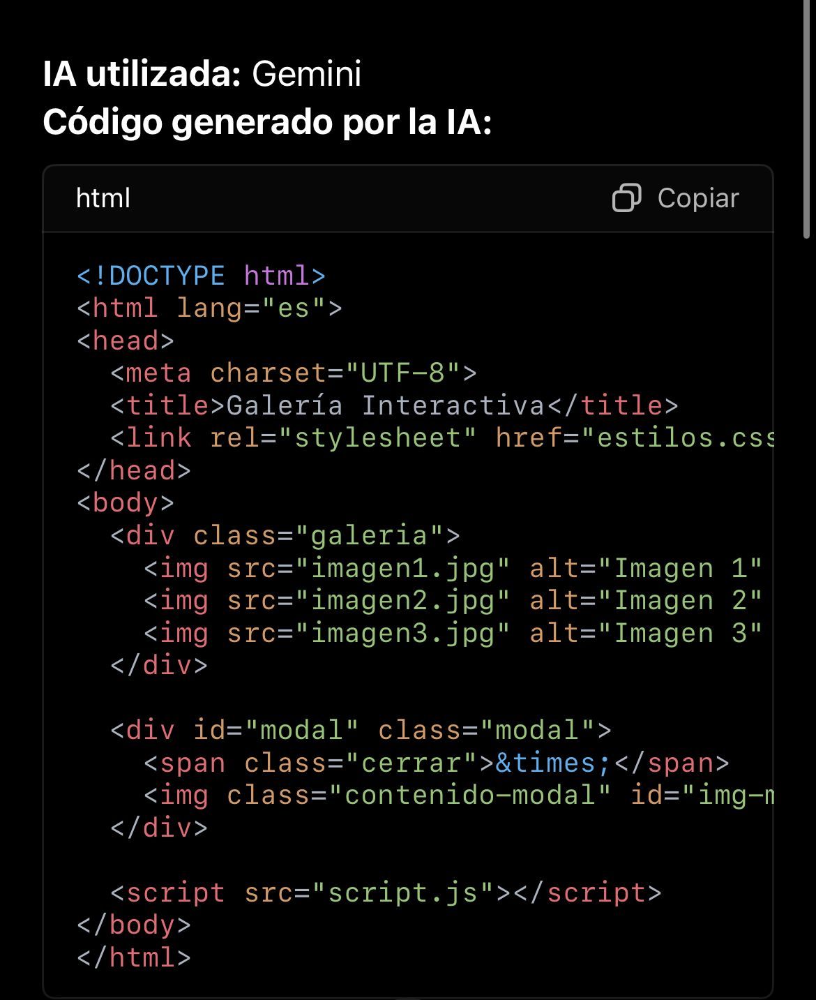 IA utilizada: Gemini
Código generado por la IA:
html
Copiar
<!DOCTYPE html>
<html lang="es">
<head>
  <meta charset="UTF-8">
  <title>Galería Interactiva</title>
  <link rel="stylesheet" href="estilos.css
</head>
<body>
  <div class="galeria">
    <img src="imagen1.jpg" alt="Imagen 1"
    <img src="imagen2.jpg" alt="Imagen 2"
    <img src="imagen3.jpg" alt="Imagen 3"
  </div>

  <div id="modal" class="modal">
    <span class="cerrar">&times;</span>
    <img class="contenido-modal" id="img-m
  </div>

  <script src="script.js"></script>
</body>
</html>